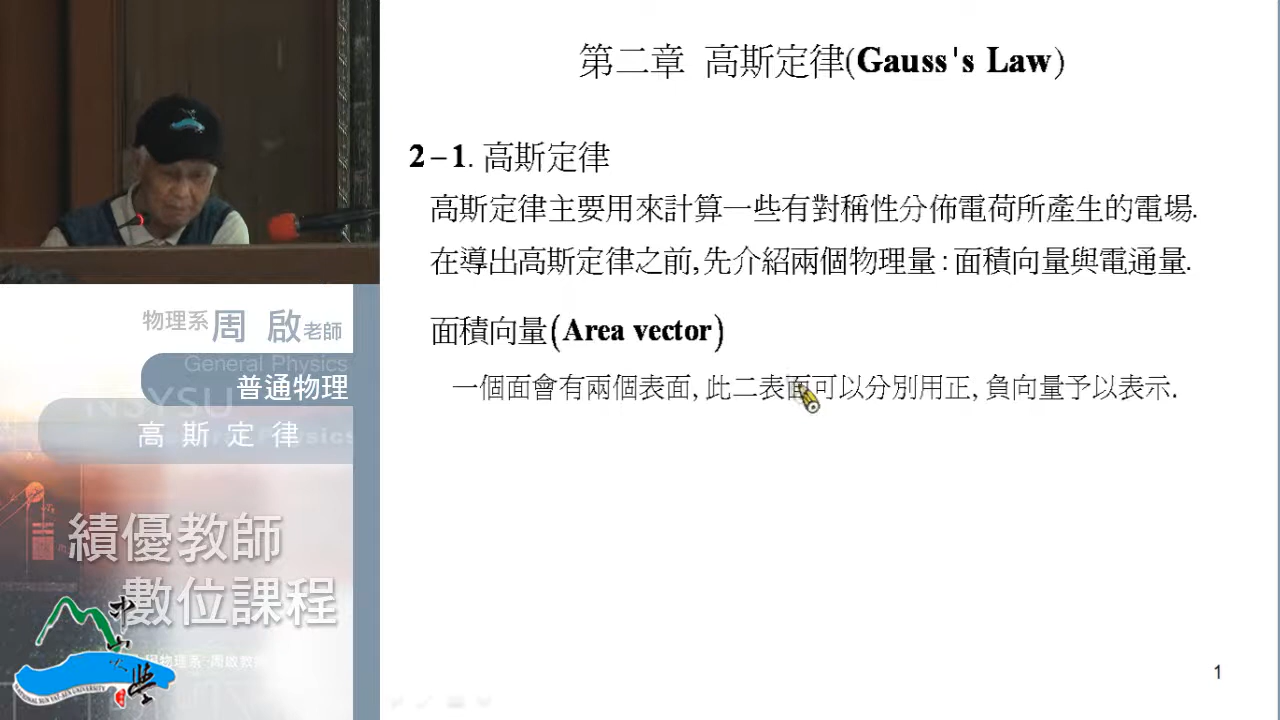 第二章 高斯定律(Gauss's Law)
2-1. 高斯定律
高斯定律主要用來計算一些有對稱性分佈電荷所產生的電場.
在導出高斯定律之前,先介紹兩個物理量:面積向量與電通量.
面積向量(Area vector)
一個面會有兩個表面,此二表面可以分別用正,負向量予以表示.
1
物理系 周 啟 老師
General Physics
NSYSU
普通物理
高斯定律
績優教師
數位課程
NATIONAL SUN YAT-SEN UNIVERSITY